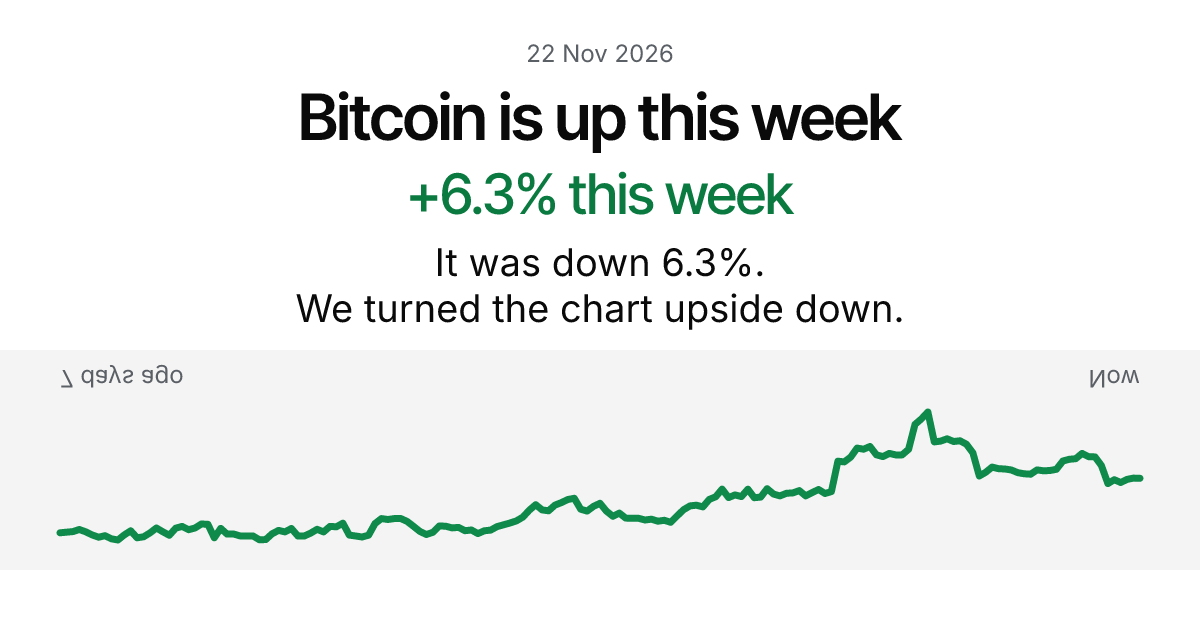 22 Nov 2026
Bitcoin is up this week
+6.3% this week
It was down 6.3%.
We turned the chart upside down.
7 days ago
Now